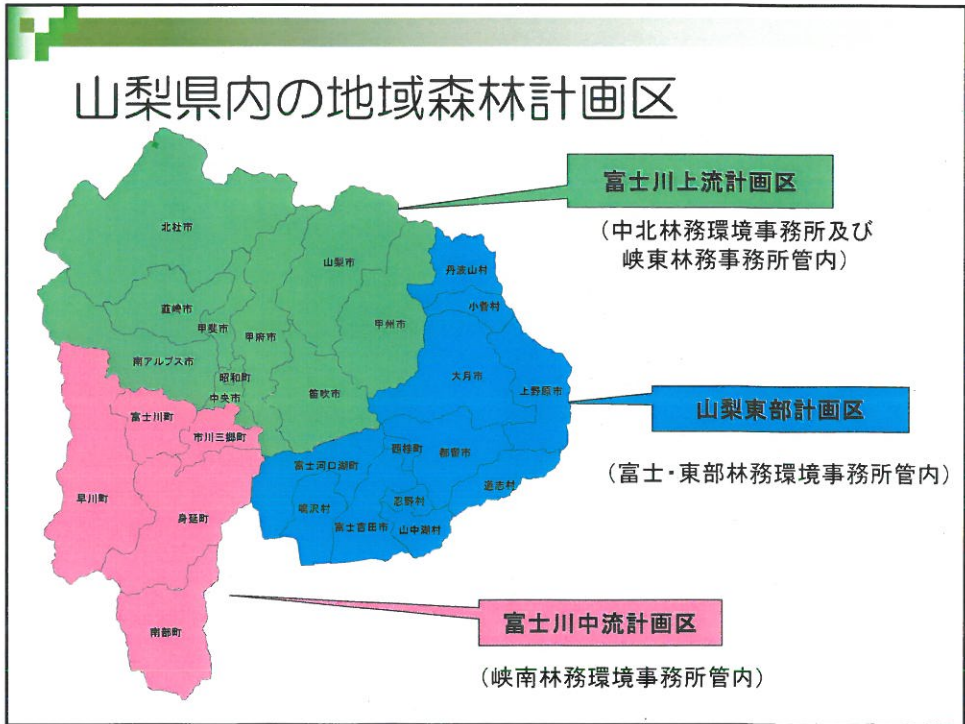 山梨県内の地域森林計画区
富士川上流計画区
(中北林務環境事務所及び
峡東林務事務所管内)
北杜市
山梨市
丹波山村
小菅村
韮崎市
甲斐市
甲府市
甲州市
南アルプス市
昭和町
大月市
上野原市
中央市
笛吹市
山梨東部計画区
富士川町
市川三郷町
西桂町
都留市
富士河口湖町
(富士・東部林務環境事務所管内)
道志村
早川町
鳴沢村
忍野村
身延町
富士吉田市
山中湖村
富士川中流計画区
南部町
(峡南林務環境事務所管内)